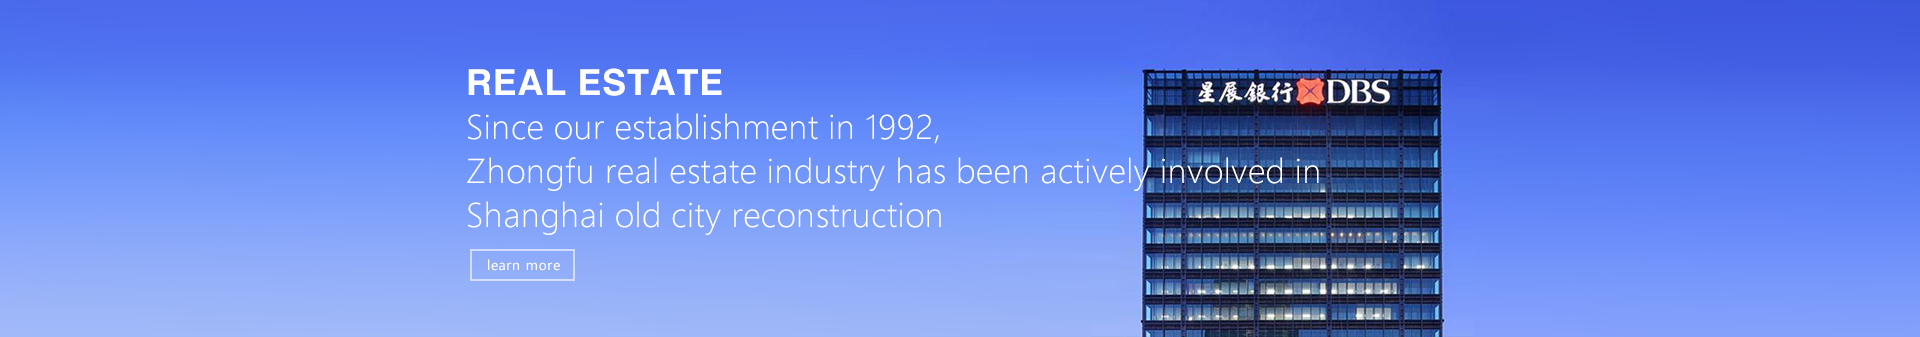 REAL ESTATE
Since our establishment in 1992,
Zhongfu real estate industry has been actively involved in
Shanghai old city reconstruction
learn more
星展銀行 DBS